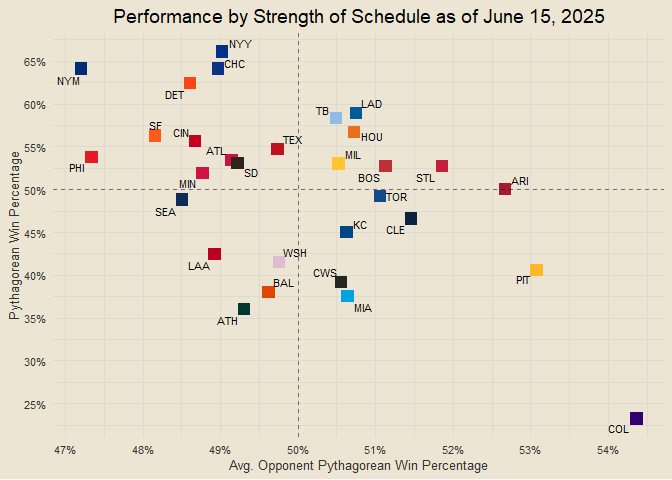 Performance by Strength of Schedule as of June 15, 2025
Pythagorean Win Percentage
65%
60%
55%
50%
45%
40%
35%
30%
25%
NYY
CHC
NYM
DET
LAD
TB
SF
CIN
HOU
TEX
ATL
MIL
PHI
SD
BOS
STL
MIN
ARI
TOR
SEA
KC
CLE
WSH
LAA
CWS
PIT
BAL
MIA
ATH
COL
47%
48%
49%
50%
51%
52%
53%
54%
Avg. Opponent Pythagorean Win Percentage